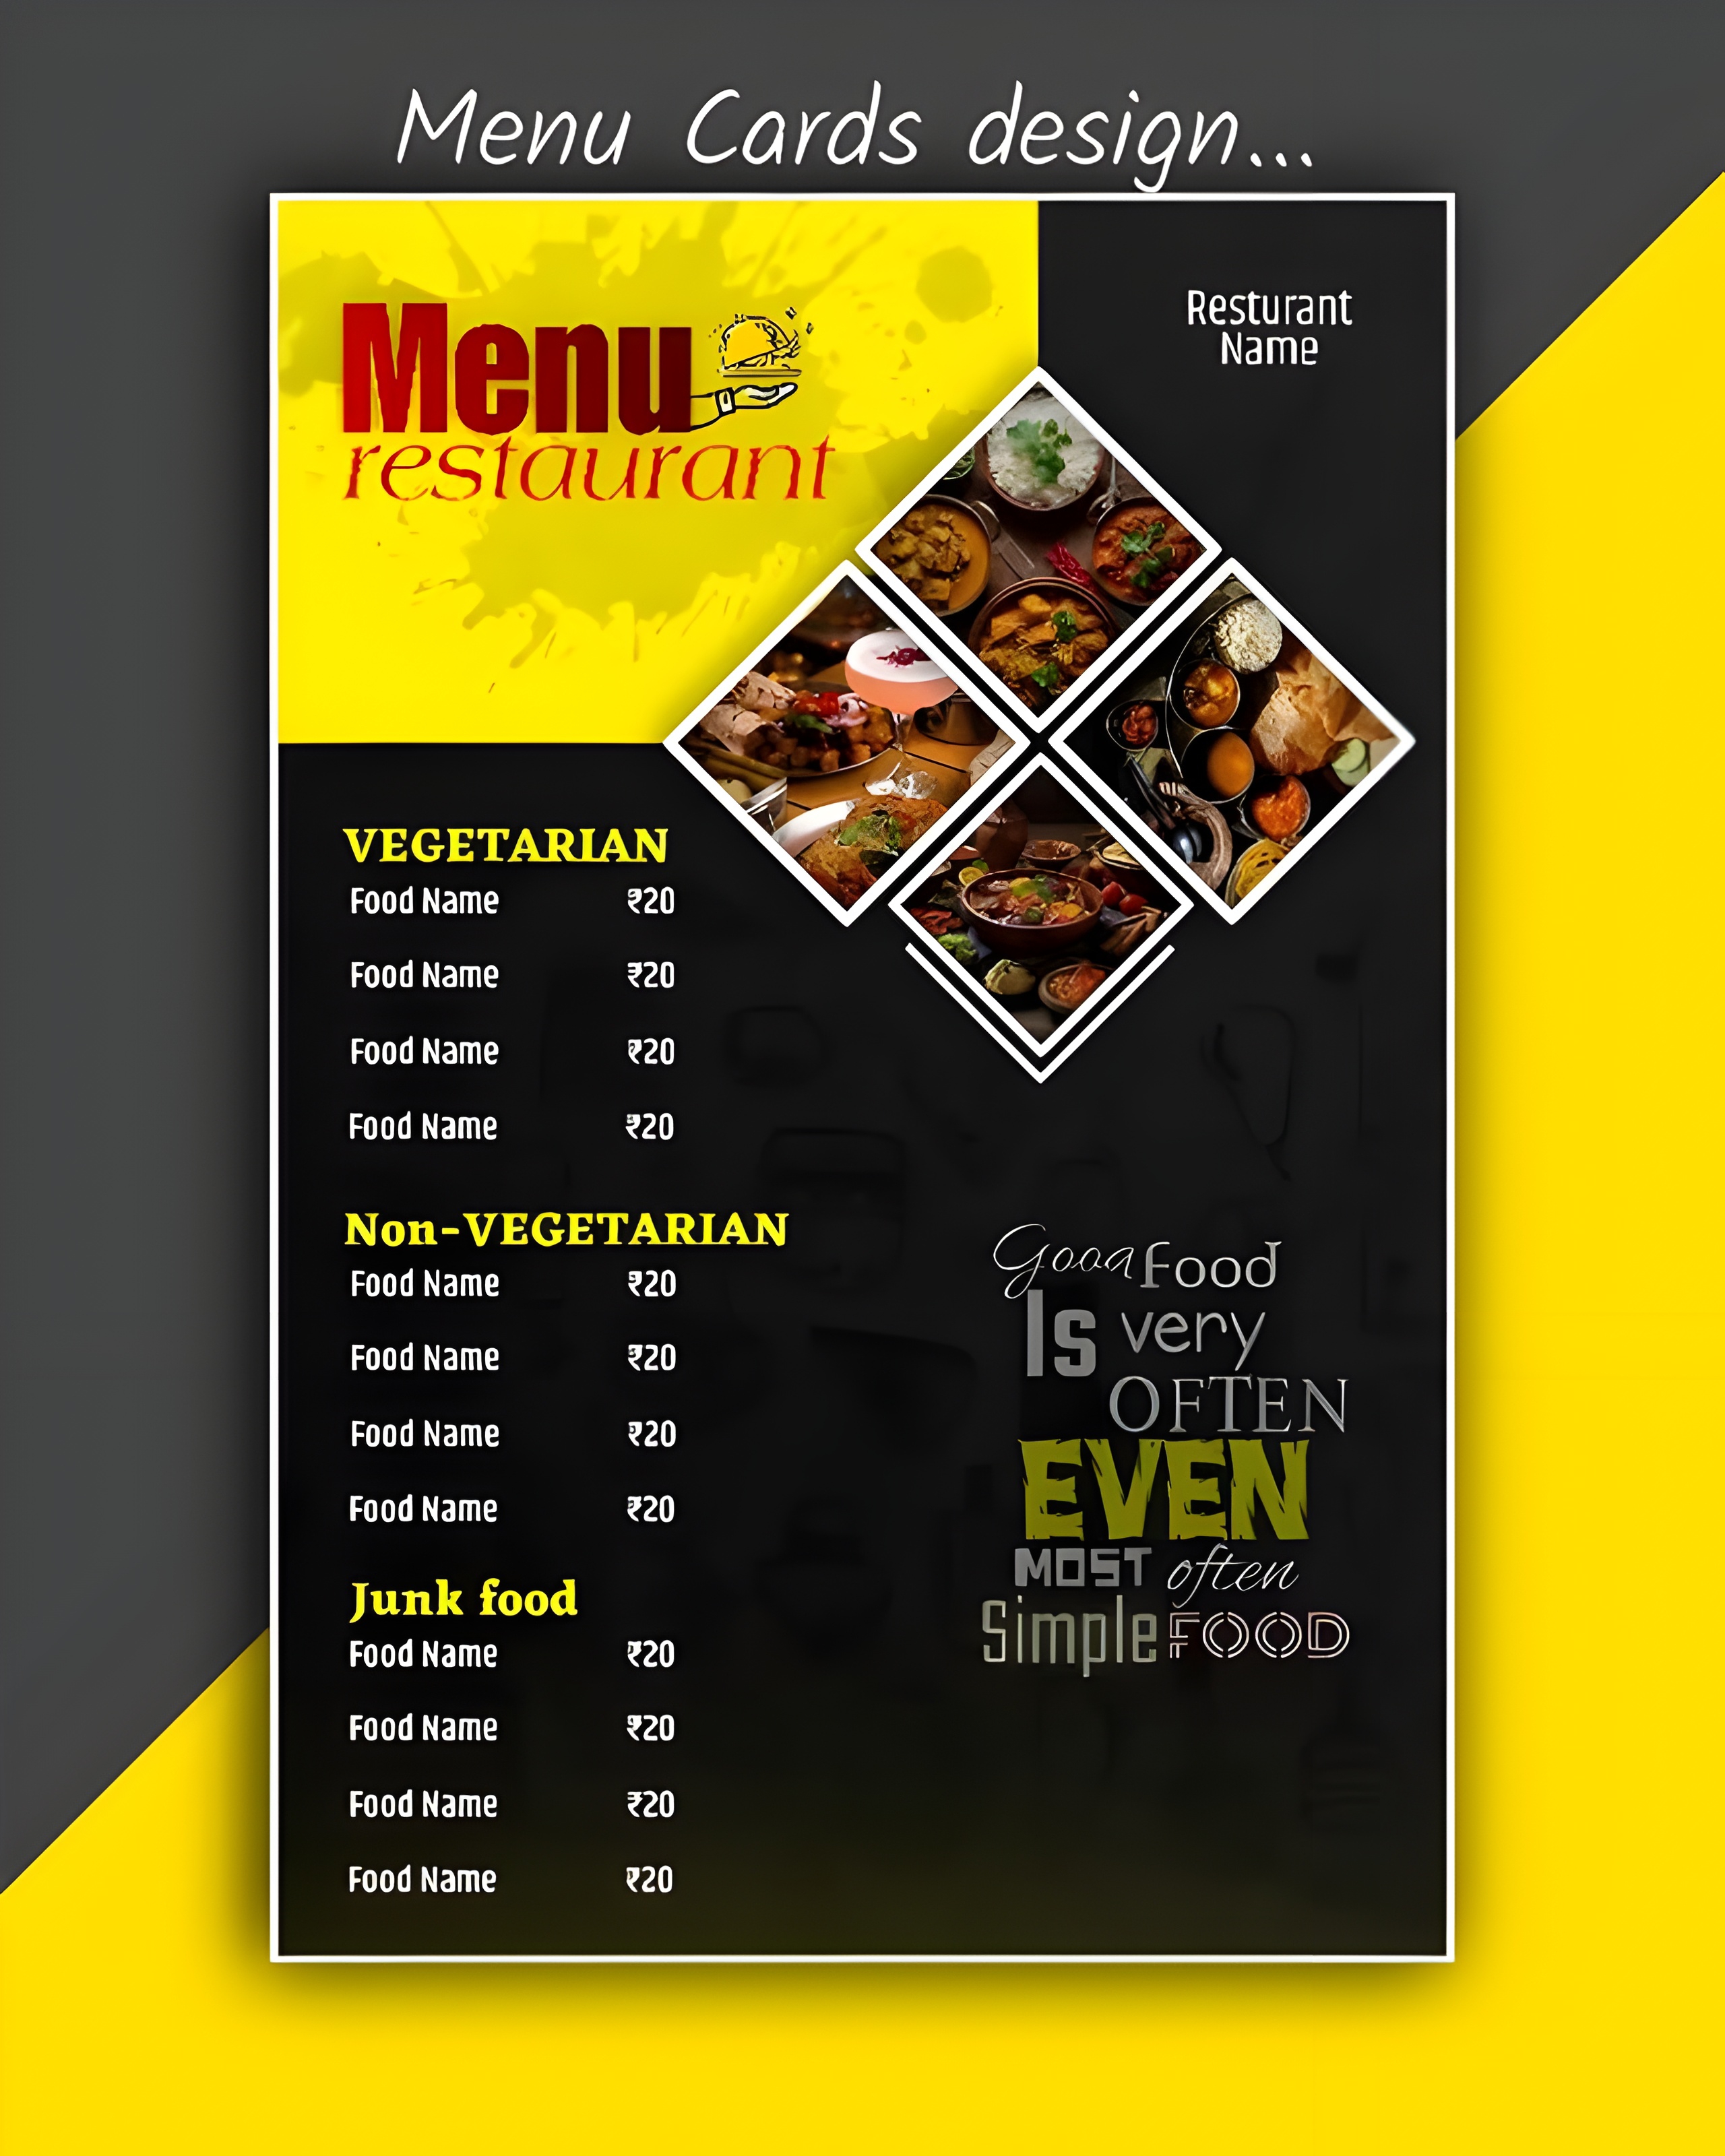 Menu Cards design...
Menu
restaurant
Resturant
Name
VEGETARIAN
Food Name ₹20
Food Name ₹20
Food Name ₹20
Food Name ₹20
Non-VEGETARIAN
Food Name ₹20
Food Name ₹20
Food Name ₹20
Food Name ₹20
Junk food
Food Name ₹20
Food Name ₹20
Food Name ₹20
Food Name ₹20
Good Food
Is very
OFTEN
EVEN
MOST often
Simple FOOD